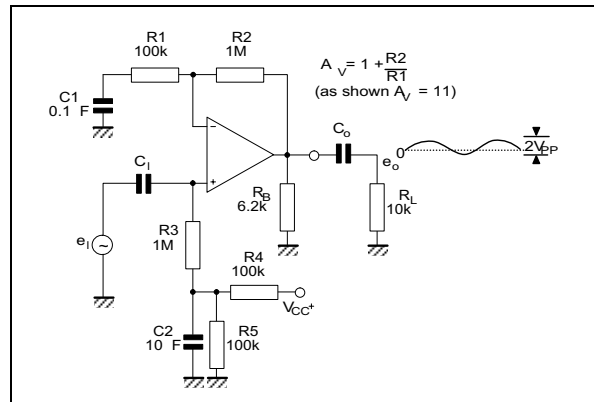 R1
100k
R2
1M
A V = 1 + R2
R1
(as shown A V = 11)
C1
0.1 F
CI
Co
0
2VPP
eo
RB
6.2k
RL
10k
R3
1M
eI
~
R4
100k
VCC+
C2
10 F
R5
100k